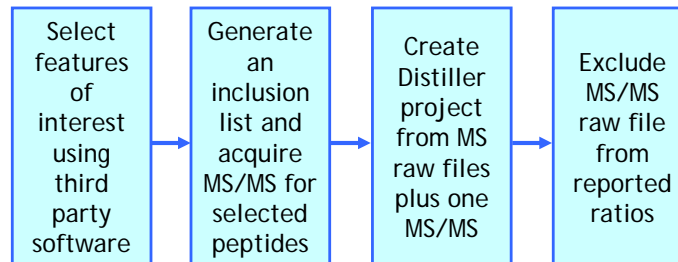 Select
features
of
interest
using
third
party
software
Generate
an
inclusion
list and
acquire
MS/MS for
selected
peptides
Create
Distiller
project
from MS
raw files
plus one
MS/MS
Exclude
MS/MS
raw file
from
reported
ratios